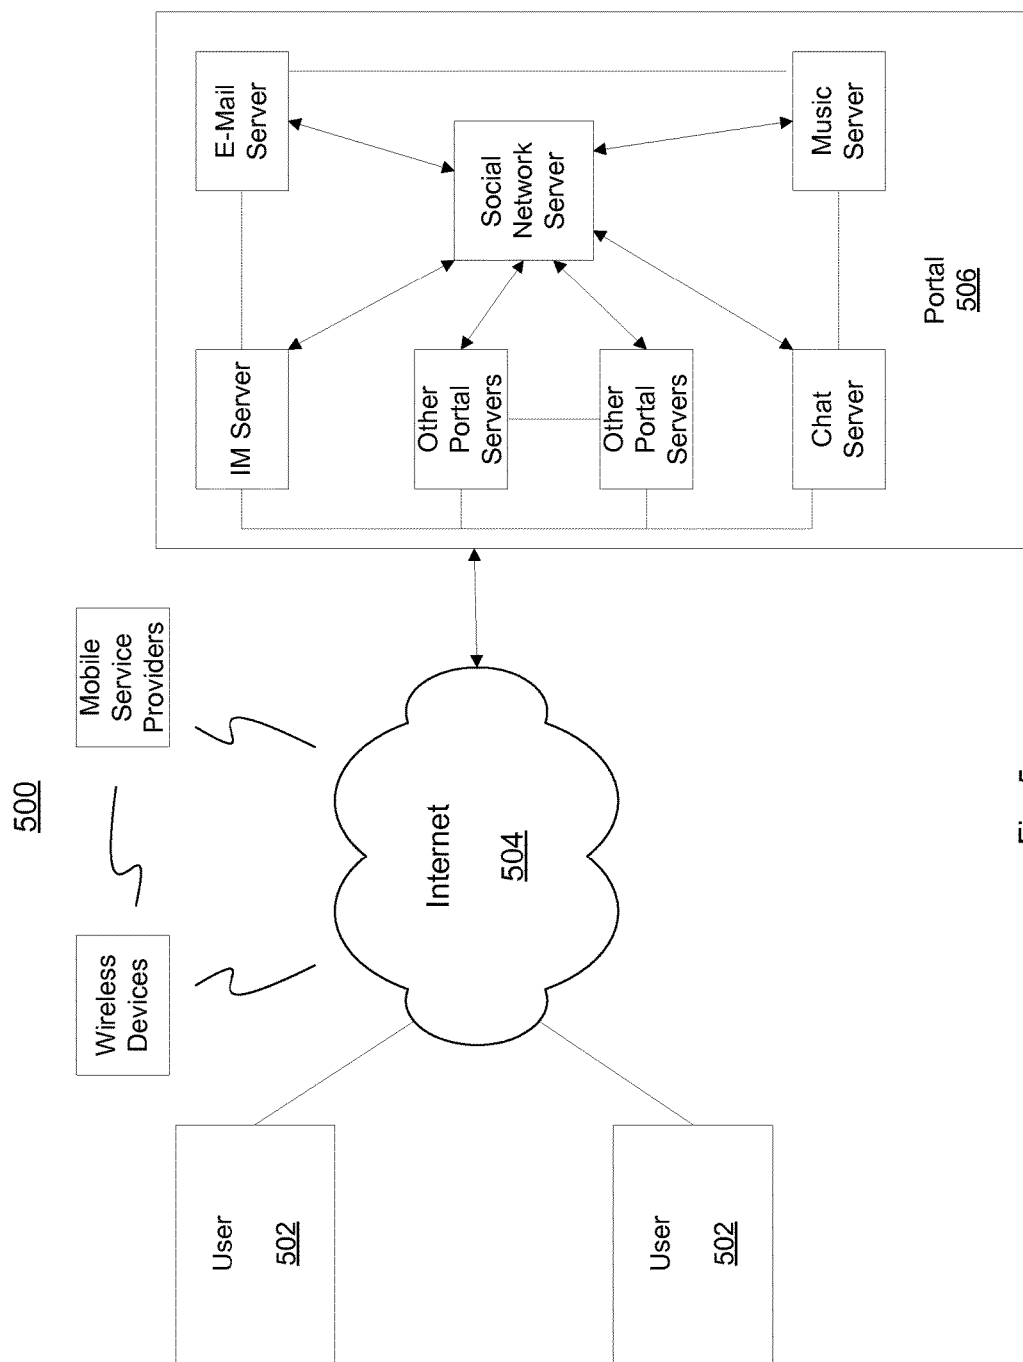 500
Wireless
Devices
Mobile
Service
Providers
User
502
IM Server
E-Mail
Server
Internet
504
Other
Portal
Servers
Social
Network
Server
Other
Portal
Servers
User
502
Chat
Server
Music
Server
Portal
506